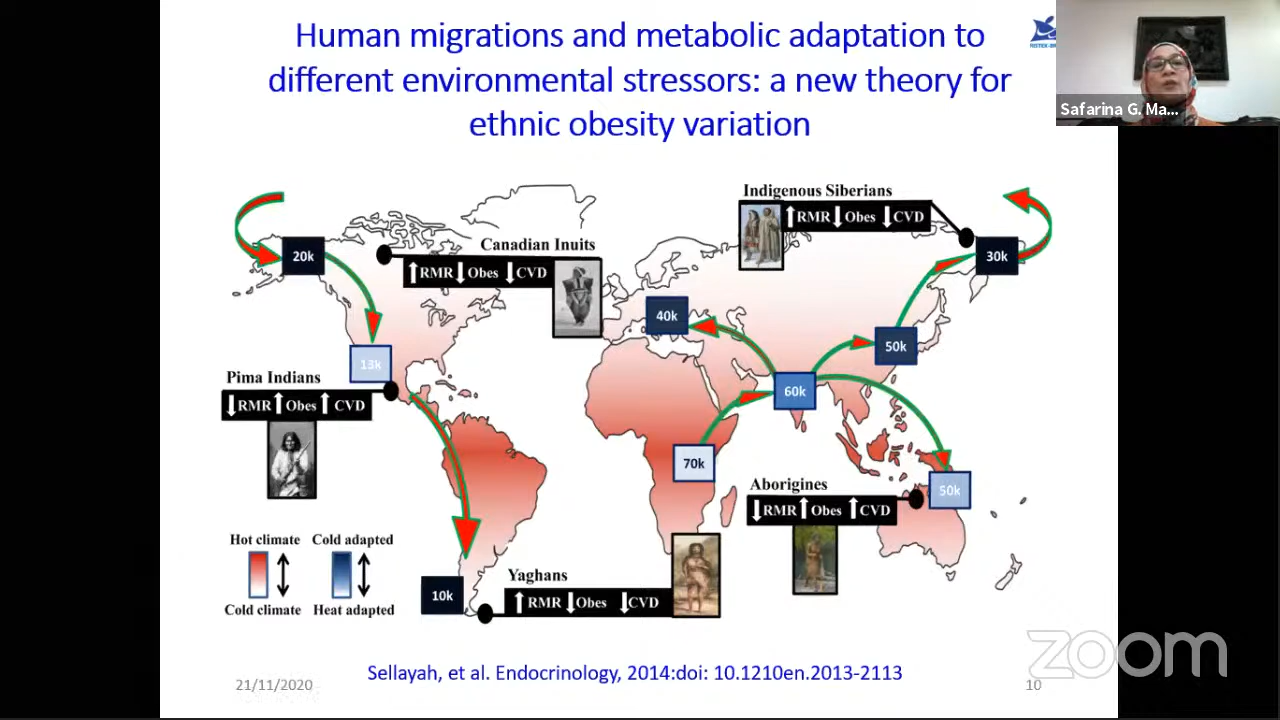 Human migrations and metabolic adaptation to
different environmental stressors: a new theory for
ethnic obesity variation
Safarina G. Ma...
Indigenous Siberians
RMR Obes CVD
Canadian Inuits
RMR Obes CVD
20k
30k
40k
50k
13k
60k
Pima Indians
RMR Obes CVD
70k
Aborigines
RMR Obes CVD
50k
Hot climate
Cold adapted
Cold climate
Heat adapted
10k
Yaghans
RMR Obes CVD
Sellayah, et al. Endocrinology, 2014:doi: 10.1210en.2013-2113
21/11/2020
10
zoom